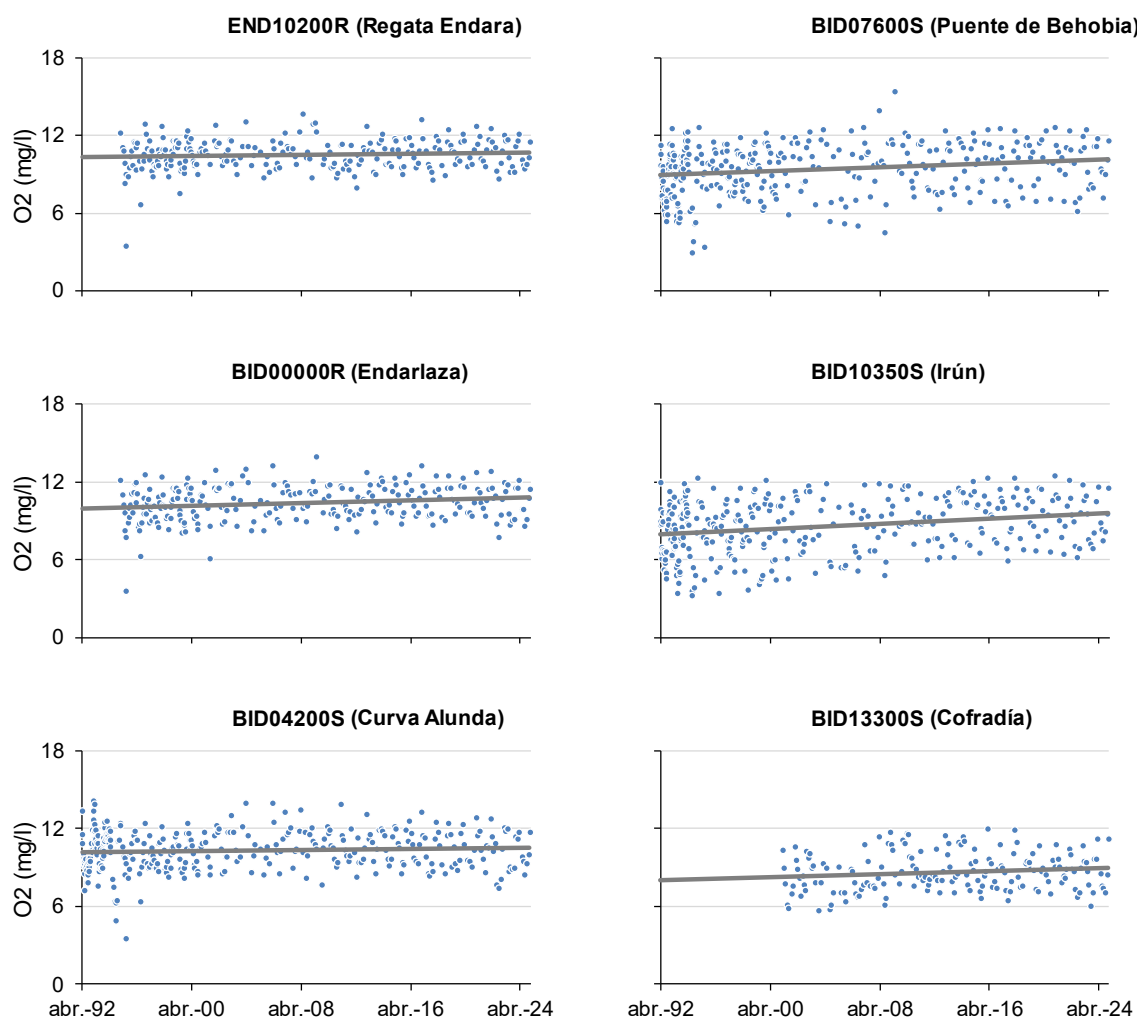 END10200R (Regata Endara)
BID07600S (Puente de Behobia)
18
12
6
0
O2 (mg/l)
abr.-92 abr.-00 abr.-08 abr.-16 abr.-24
BID00000R (Endarlaza)
BID10350S (Irún)
18
12
6
0
O2 (mg/l)
BID04200S (Curva Alunda)
BID13300S (Cofradía)
18
12
6
0
O2 (mg/l)
abr.-92 abr.-00 abr.-08 abr.-16 abr.-24